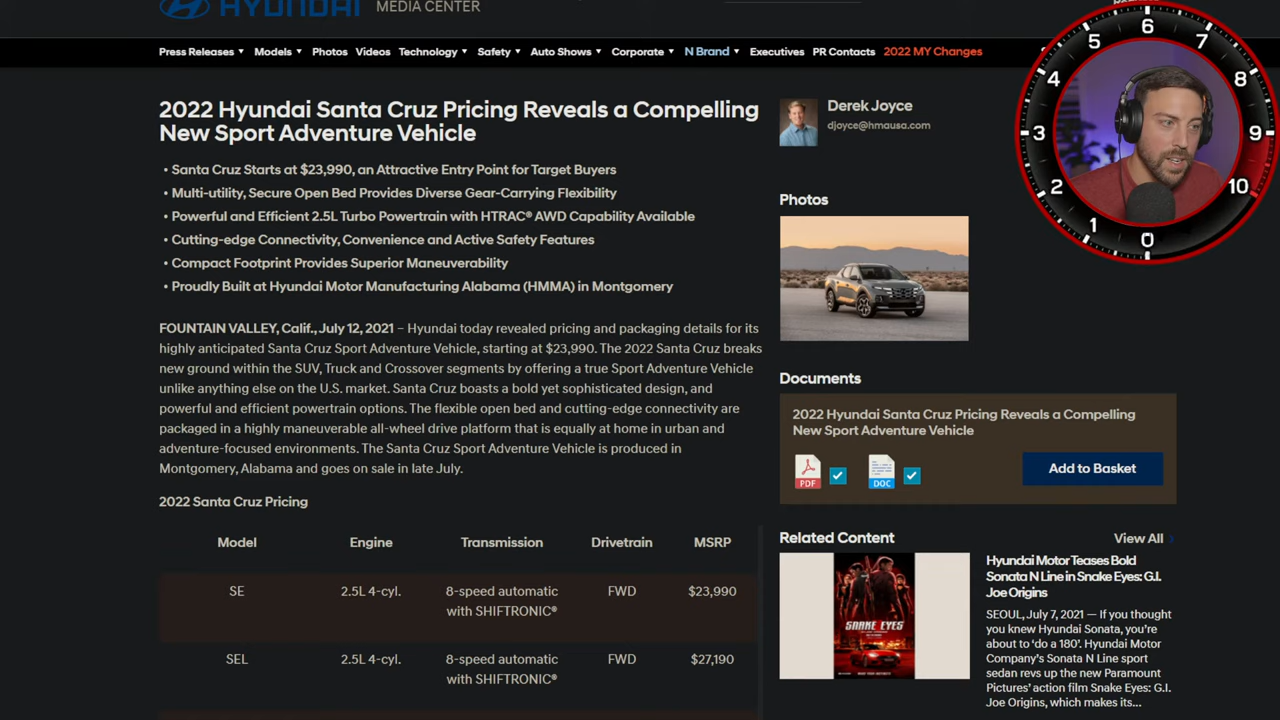 HYUNDAI
MEDIA CENTER
Press Releases Models Photos Videos Technology Safety Auto Shows Corporate N Brand Executives PR Contacts 2022 MY Changes
2022 Hyundai Santa Cruz Pricing Reveals a Compelling
New Sport Adventure Vehicle
• Santa Cruz Starts at $23,990, an Attractive Entry Point for Target Buyers
• Multi-utility, Secure Open Bed Provides Diverse Gear-Carrying Flexibility
• Powerful and Efficient 2.5L Turbo Powertrain with HTRAC® AWD Capability Available
• Cutting-edge Connectivity, Convenience and Active Safety Features
• Compact Footprint Provides Superior Maneuverability
• Proudly Built at Hyundai Motor Manufacturing Alabama (HMMA) in Montgomery
FOUNTAIN VALLEY, Calif., July 12, 2021 – Hyundai today revealed pricing and packaging details for its
highly anticipated Santa Cruz Sport Adventure Vehicle, starting at $23,990. The 2022 Santa Cruz breaks
new ground within the SUV, Truck and Crossover segments by offering a true Sport Adventure Vehicle
unlike anything else on the U.S. market. Santa Cruz boasts a bold yet sophisticated design, and
powerful and efficient powertrain options. The flexible open bed and cutting-edge connectivity are
packaged in a highly maneuverable all-wheel drive platform that is equally at home in urban and
adventure-focused environments. The Santa Cruz Sport Adventure Vehicle is produced in
Montgomery, Alabama and goes on sale in late July.
2022 Santa Cruz Pricing
Model Engine Transmission Drivetrain MSRP
SE 2.5L 4-cyl. 8-speed automatic FWD $23,990
with SHIFTRONIC®
SEL 2.5L 4-cyl. 8-speed automatic FWD $27,190
with SHIFTRONIC®
Derek Joyce
djoyce@hmausa.com
Photos
Documents
2022 Hyundai Santa Cruz Pricing Reveals a Compelling
New Sport Adventure Vehicle
PDF DOC Add to Basket
Related Content View All
SNAKE EYES
Hyundai Motor Teases Bold
Sonata N Line in Snake Eyes: G.I.
Joe Origins
SEOUL, July 7, 2021 — If you thought
you knew Hyundai Sonata, you're
about to 'do a 180'. Hyundai Motor
Company's Sonata N Line sport
sedan revs up the new Paramount
Pictures' action film Snake Eyes: G.I.
Joe Origins, which makes its...
0
1
2
3
4
5
6
7
8
9
10